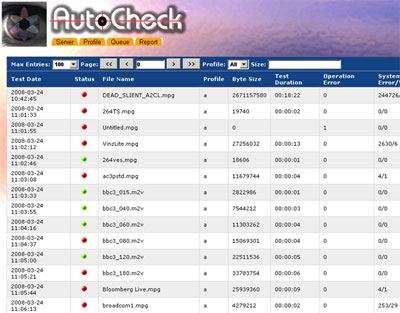 AutoCheck
Server Profile Queue Report
Max Entries: 100 Page: << < 0 > >> Profile: All Size:
Test Date Status File Name Profile Byte Size Test Duration Operation Error System Error/
2008-03-24 10:42:45 DEAD_SLIENT_A2CL.mpg a 2671157580 00:18:22 0 244726/
2008-03-24 11:01:33 264TS.mpg a 19740 00:00:02 0 0/0
2008-03-24 11:01:55 Untitled.mpg a 0 1 0/0
2008-03-24 11:02:12 VinzLite.mpg a 27256032 00:00:13 0 2630/6
2008-03-24 11:02:46 264ves.mpg a 18606 00:00:01 0 0/0
2008-03-24 11:03:08 ac3pstd.mpg a 11679744 00:00:04 0 4/1
2008-03-24 11:03:33 bbc3_015.m2v a 2822986 00:00:01 0 0/0
2008-03-24 11:03:55 bbc3_040.m2v a 7544212 00:00:03 0 0/0
2008-03-24 11:04:16 bbc3_060.m2v a 11303262 00:00:04 0 0/0
2008-03-24 11:04:37 bbc3_080.m2v a 15069301 00:00:04 0 0/0
2008-03-24 11:05:00 bbc3_120.m2v a 22511536 00:00:05 0 0/0
2008-03-24 11:05:21 bbc3_180.m2v a 33783754 00:00:06 0 0/0
2008-03-24 11:05:44 Bloomberg Live.mpg a 25939360 00:00:09 0 4/1
2008-03-24 11:06:13 broadcom1.mpg a 4279212 00:00:02 0 253/29